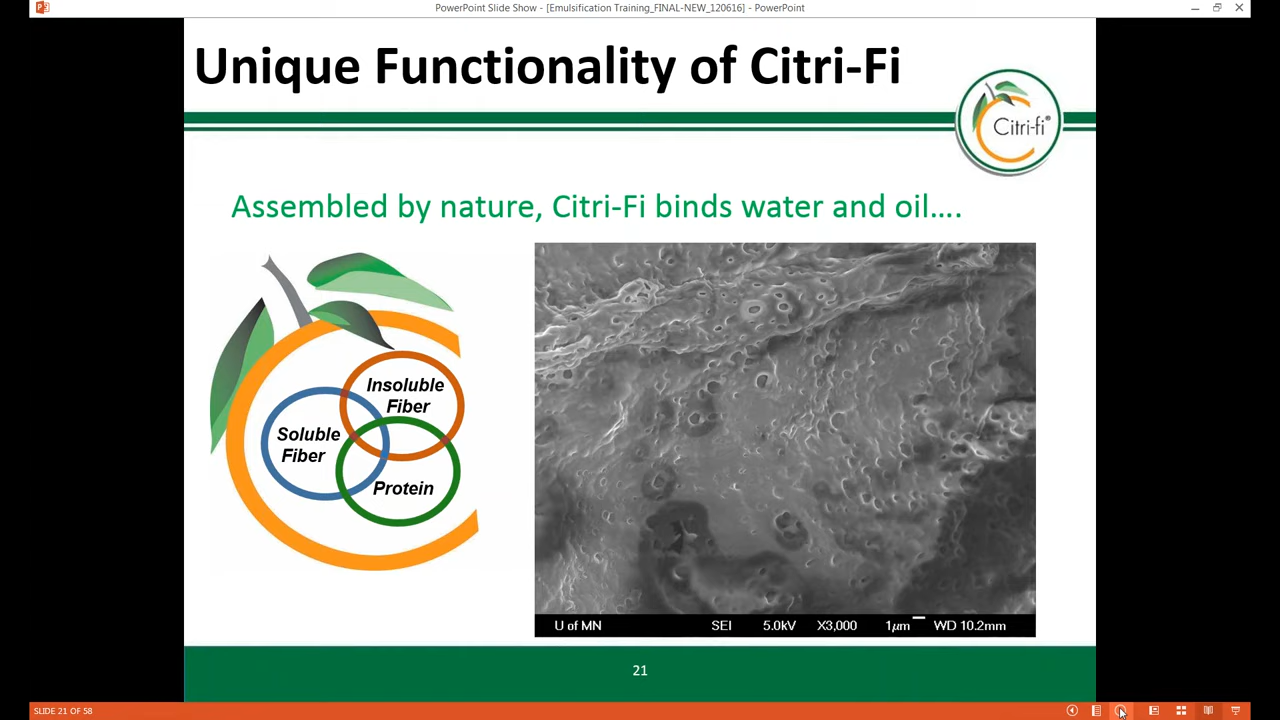 PowerPoint Slide Show - [Emulsification Training_FINAL-NEW_120616] - PowerPoint
Unique Functionality of Citri-Fi
Citri-fi®
Assembled by nature, Citri-Fi binds water and oil....
Insoluble
Fiber
Soluble
Fiber
Protein
U of MN SEI 5.0kV X3,000 1µm WD 10.2mm
21
SLIDE 21 OF 58